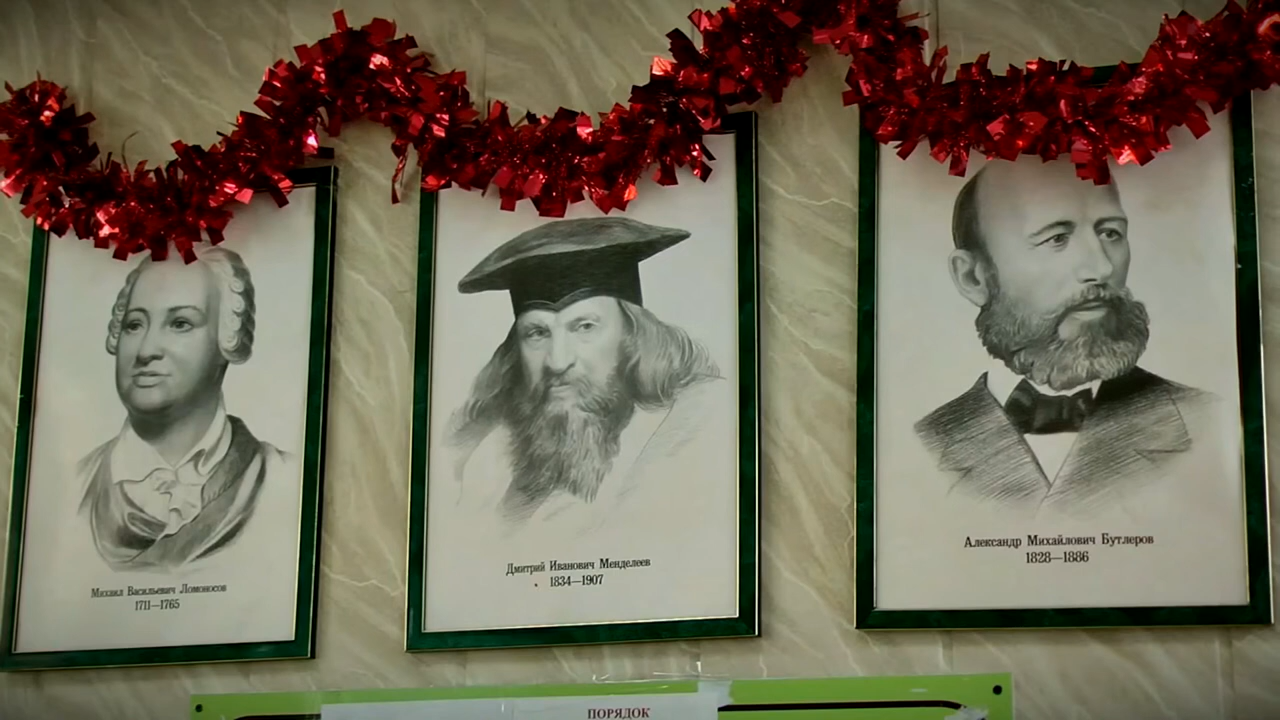 Михаил Васильевич Ломоносов
1711—1765
Дмитрий Иванович Менделеев
1834—1907
Александр Михайлович Бутлеров
1828—1886
ПОРЯДОК